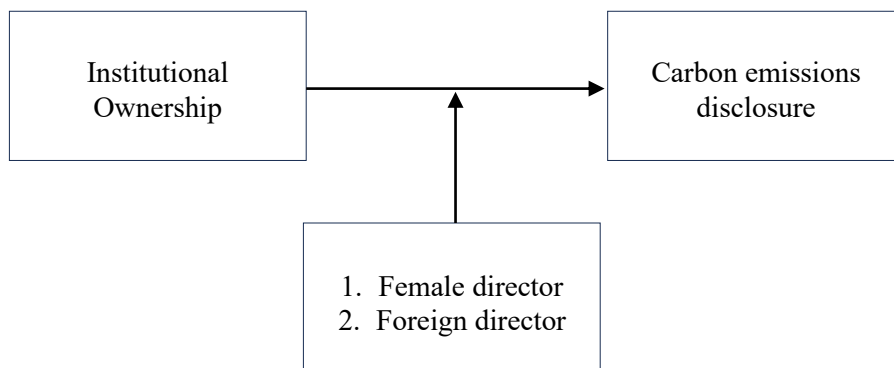 Institutional
Ownership
Carbon emissions
disclosure
1. Female director
2. Foreign director